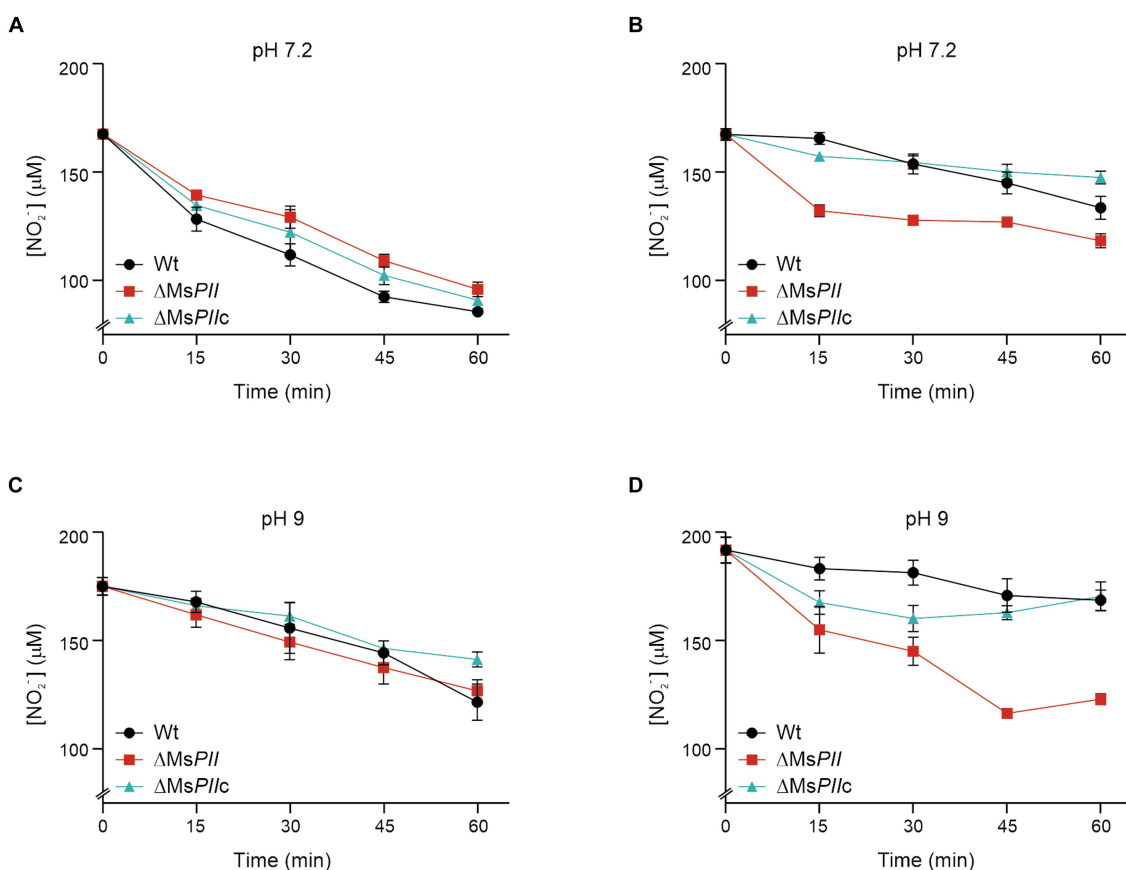 A
pH 7.2
200
150
100
[NO₂⁻] (μM)
Wt
ΔMsPII
ΔMsPIIc
0 15 30 45 60
Time (min)
B
pH 7.2
200
150
100
[NO₂⁻] (μM)
Wt
ΔMsPII
ΔMsPIIc
0 15 30 45 60
Time (min)
C
pH 9
200
150
100
[NO₂⁻] (μM)
Wt
ΔMsPII
ΔMsPIIc
0 15 30 45 60
Time (min)
D
pH 9
200
150
100
[NO₂⁻] (μM)
Wt
ΔMsPII
ΔMsPIIc
0 15 30 45 60
Time (min)